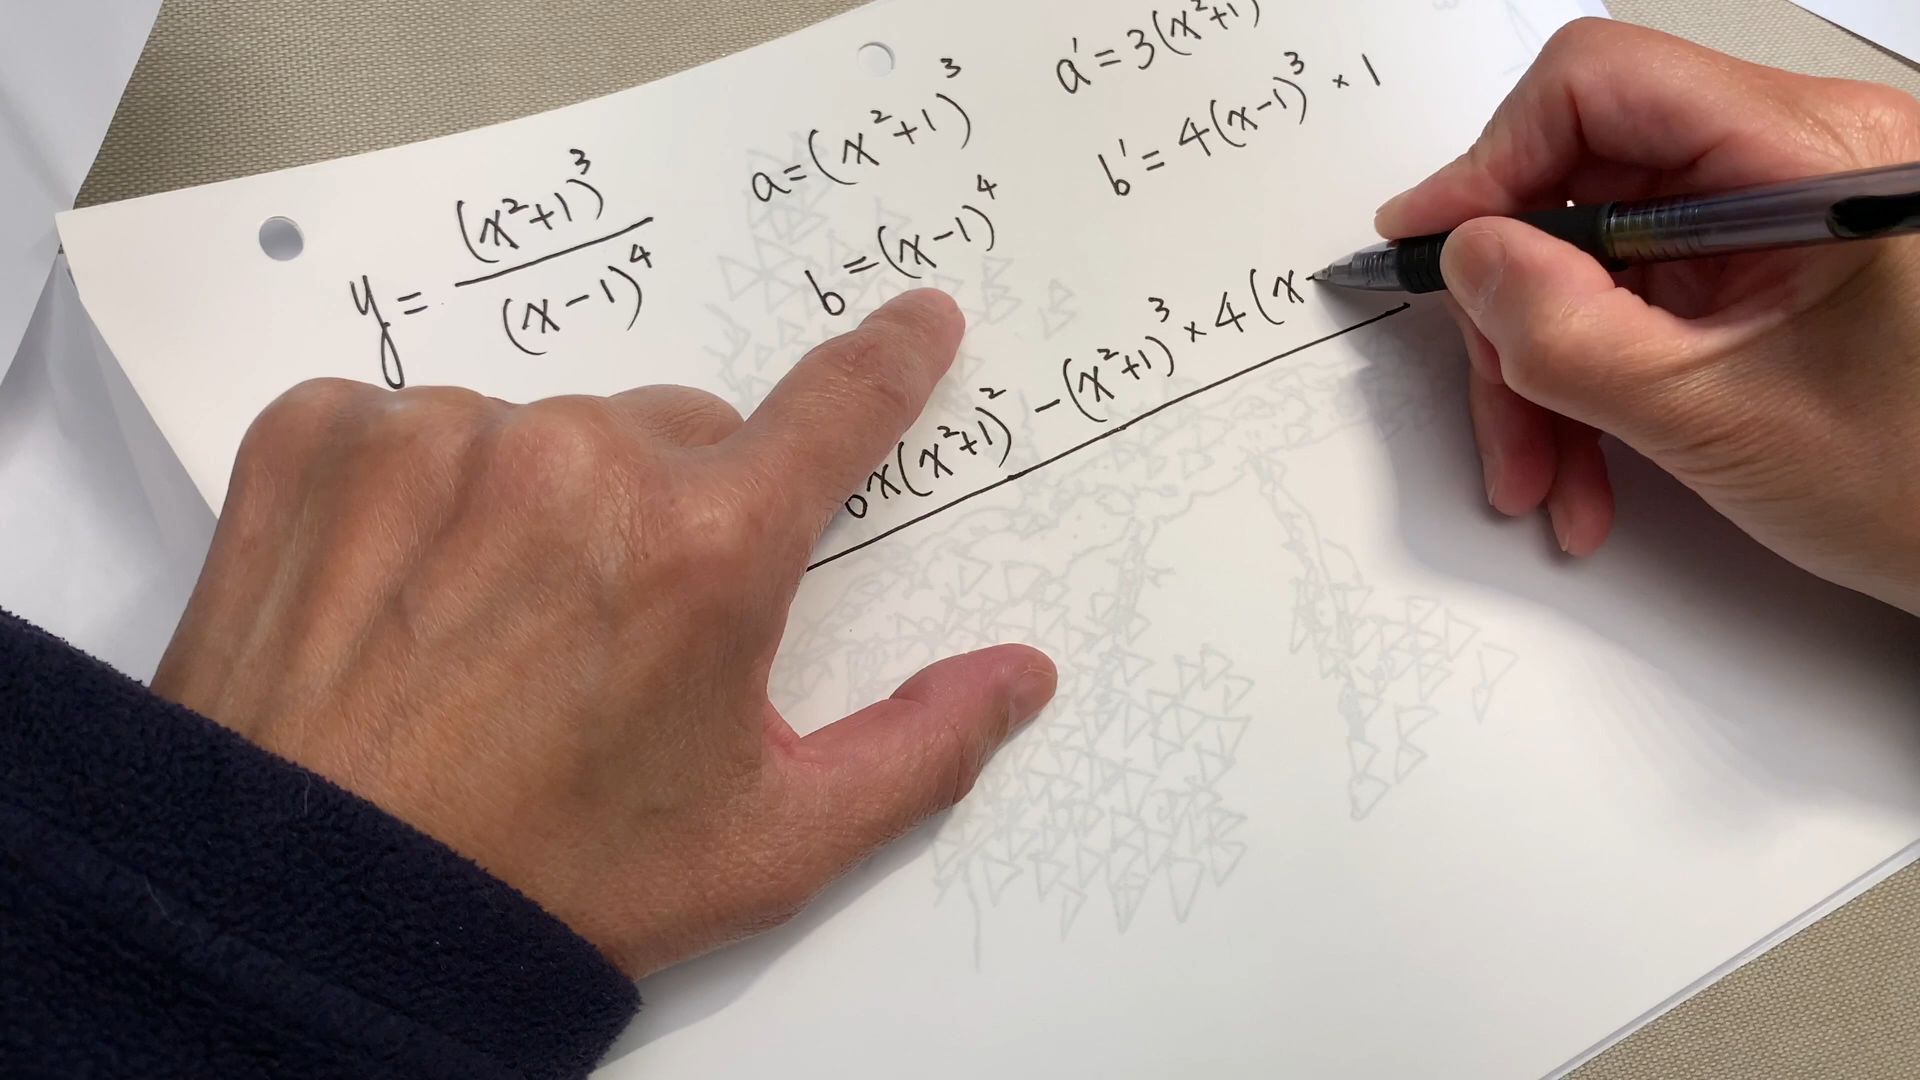 y = (x²+1)³ / (x-1)⁴
a = (x²+1)³
a' = 3(x²+1)
b = (x-1)⁴
b' = 4(x-1)³ × 1
6x(x²+1)² - (x²+1)³ × 4(x-